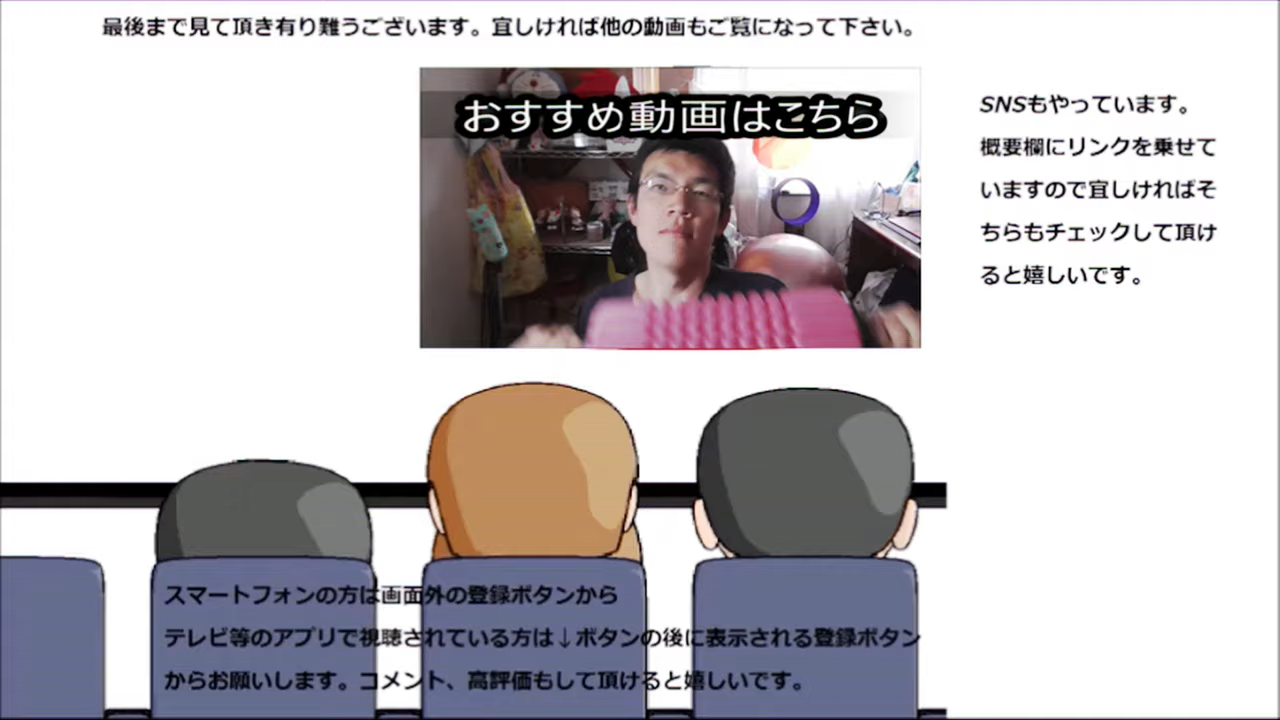 最後まで見て頂き有り難うございます。宜しければ他の動画もご覧になって下さい。
おすすめ動画はこちら
SNSもやっています。
概要欄にリンクを乗せて
いますので宜しければそ
ちらもチェックして頂け
ると嬉しいです。
スマートフォンの方は画面外の登録ボタンから
テレビ等のアプリで視聴されている方は↓ボタンの後に表示される登録ボタン
からお願いします。コメント、高評価もして頂けると嬉しいです。